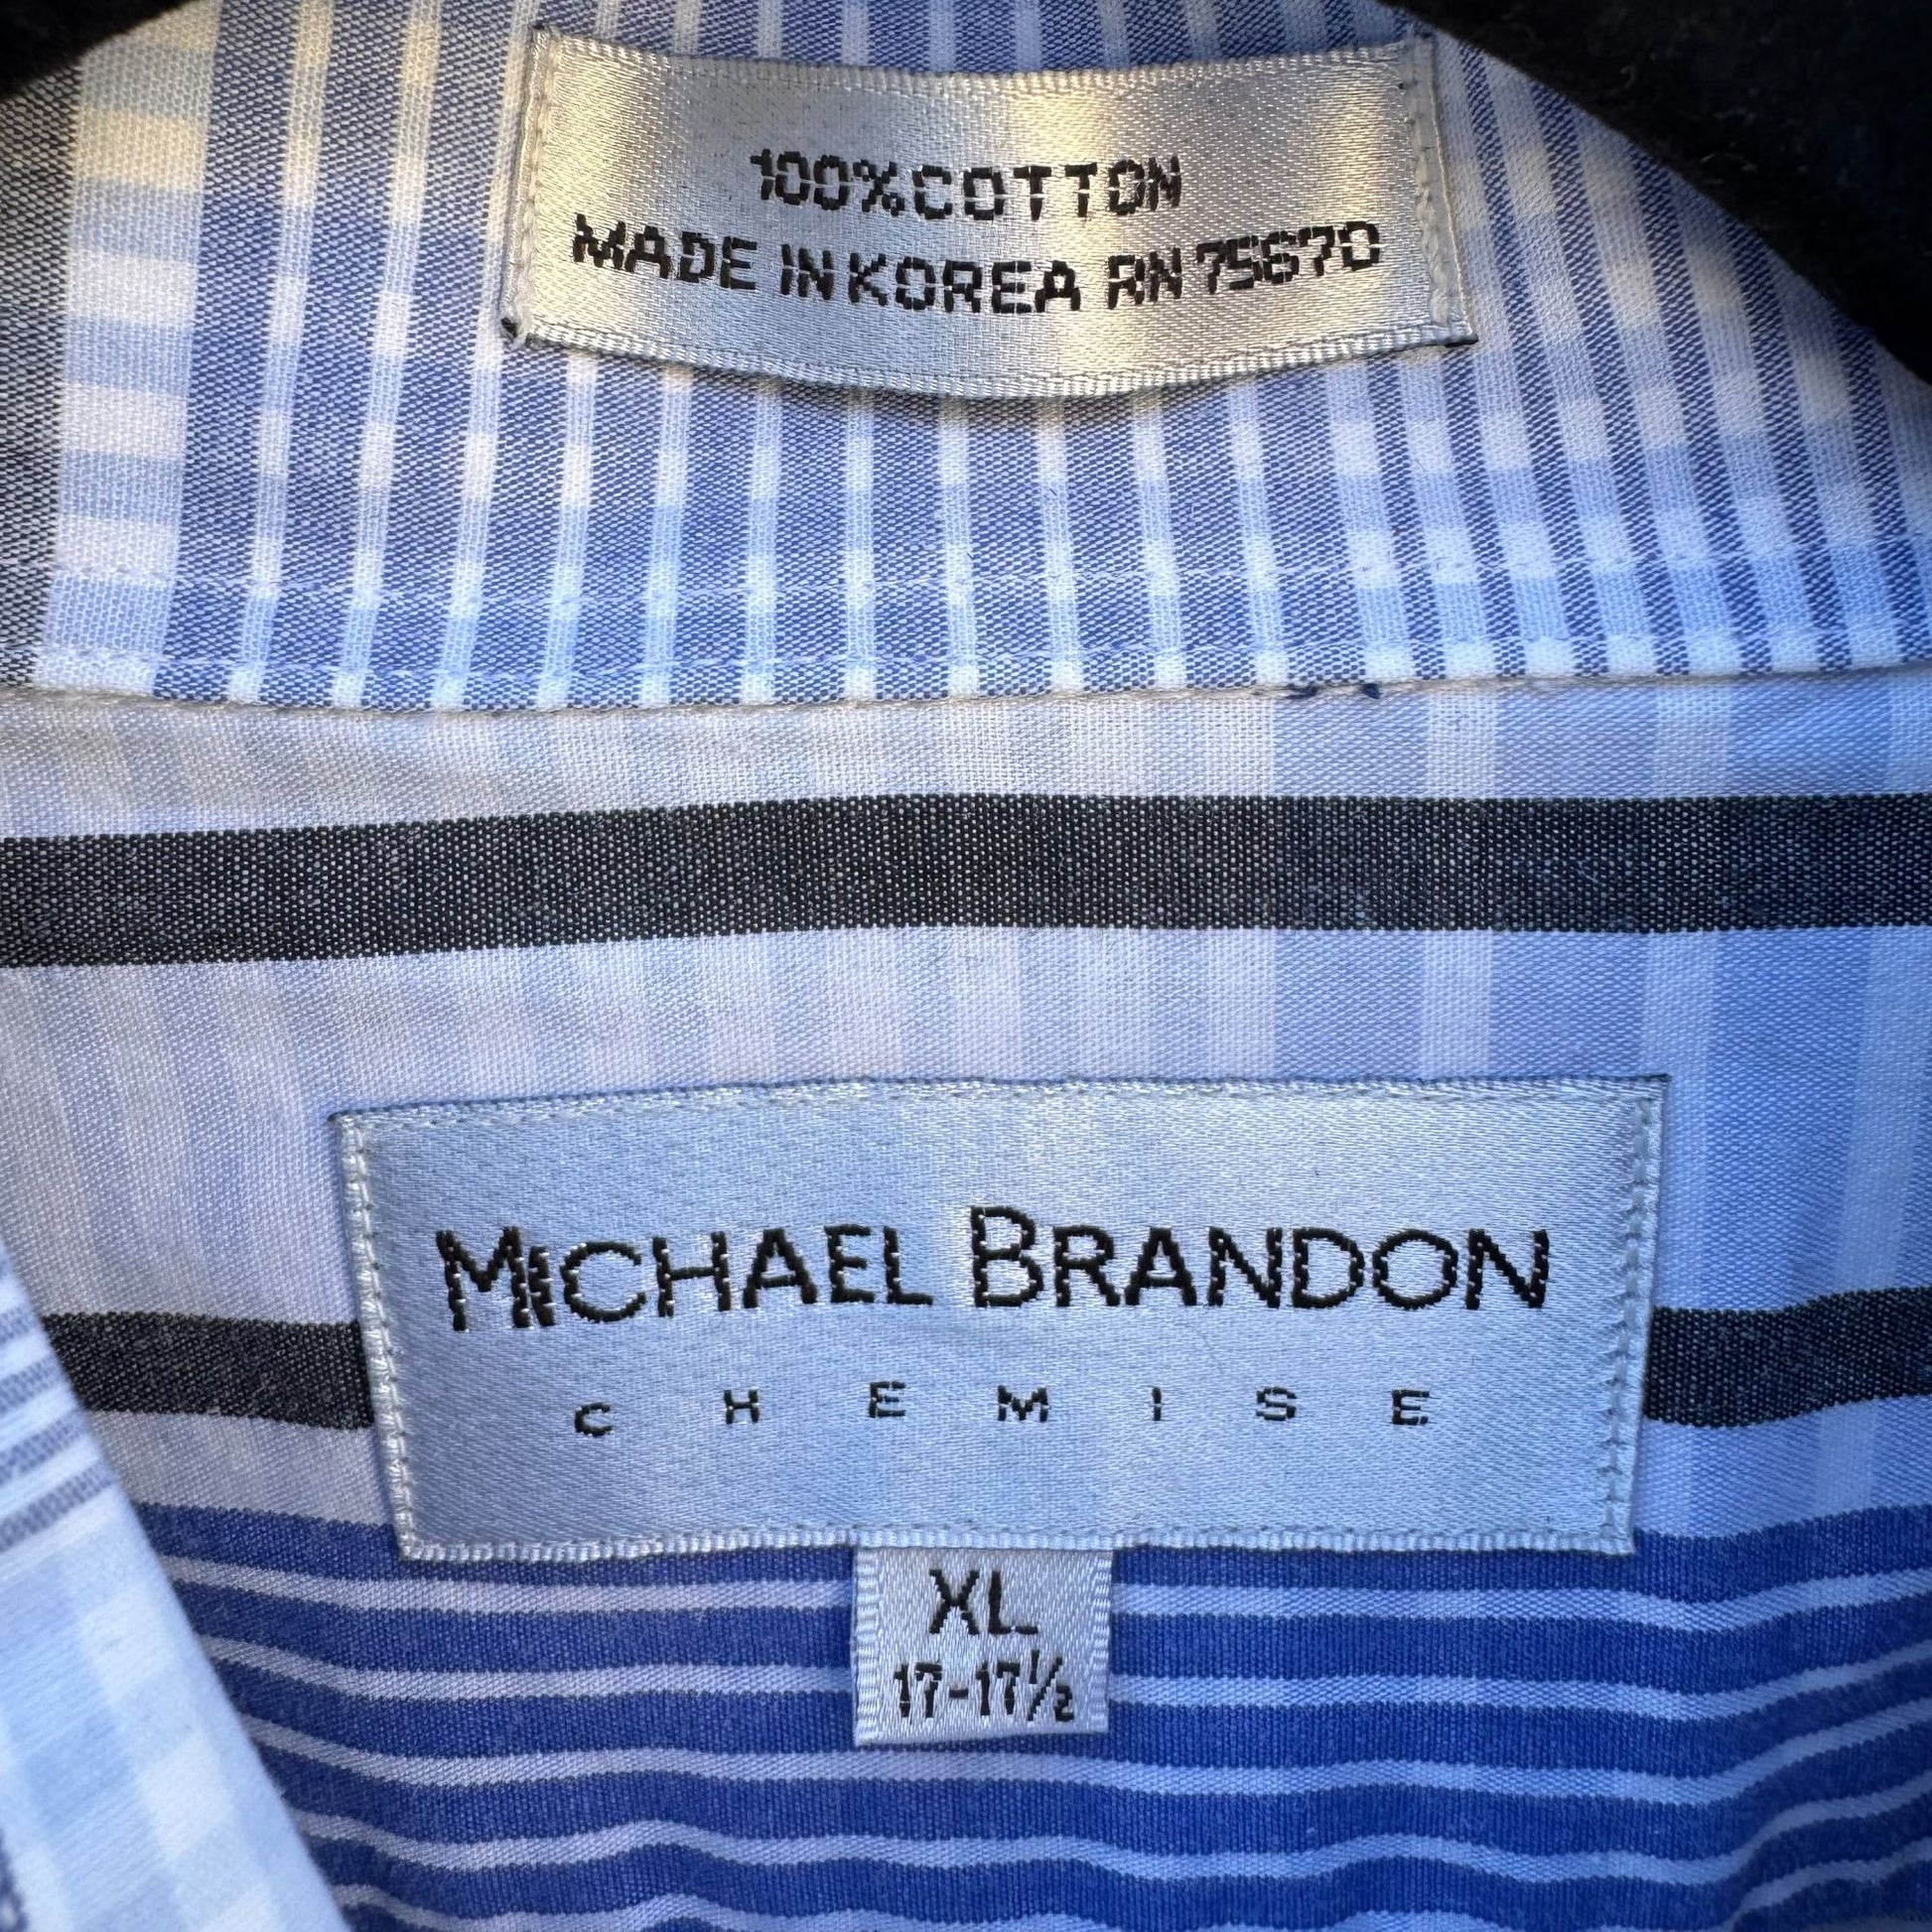 100% COTTON
MADE IN KOREA RN 75670
MICHAEL BRANDON
CHEMISE
XL
17-17½